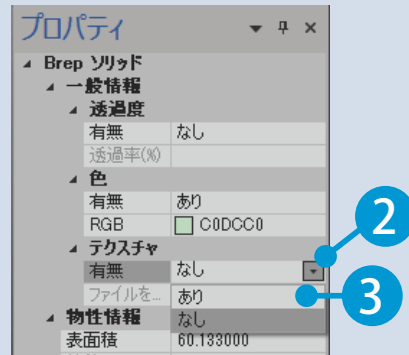 プロパティ
Brep ソリッド
一般情報
透過度
有無 なし
透過率(%)
色
有無 あり
RGB C0DCC0
テクスチャ
有無 なし
ファイルを... あり
なし
物性情報
表面積 60.133000
2
3